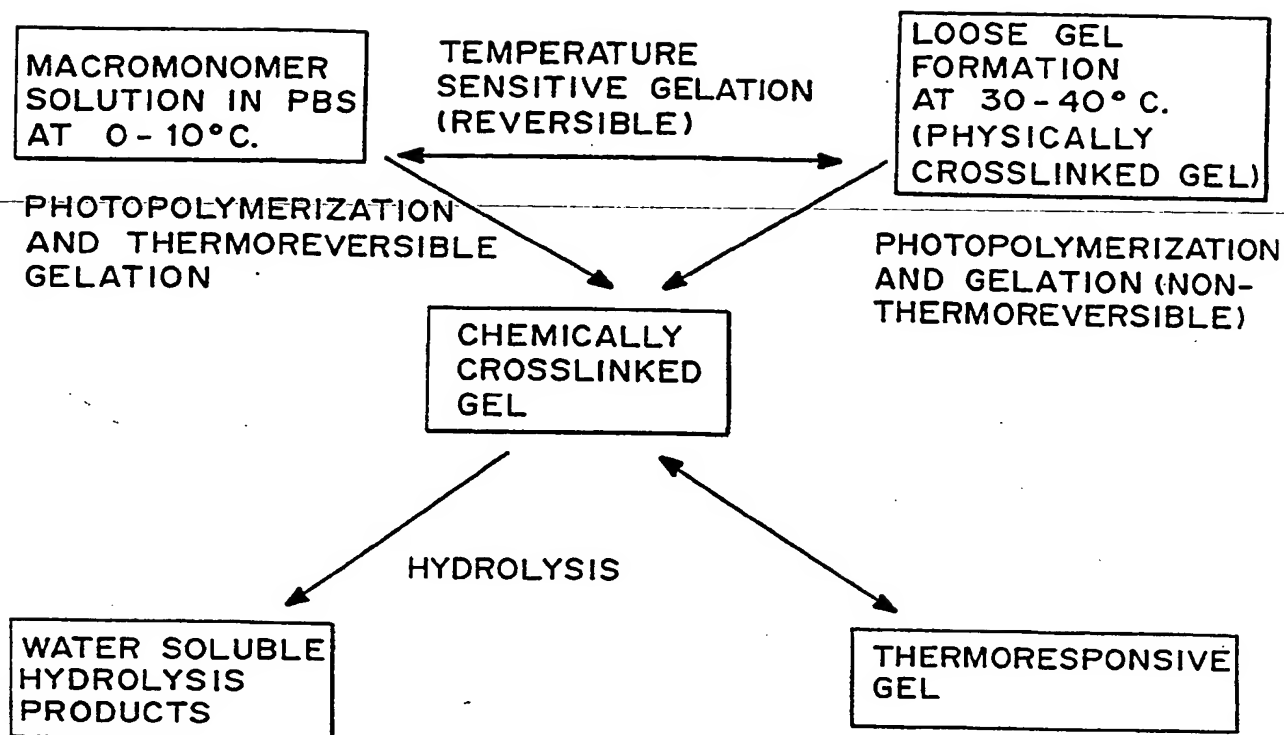 MACROMONOMER
SOLUTION IN PBS
AT 0-10°C.
TEMPERATURE
SENSITIVE GELATION
(REVERSIBLE)
LOOSE GEL
FORMATION
AT 30-40°C.
(PHYSICALLY
CROSSLINKED GEL)
PHOTOPOLYMERIZATION
AND THERMOREVERSIBLE
GELATION
PHOTOPOLYMERIZATION
AND GELATION (NON-
THERMOREVERSIBLE)
CHEMICALLY
CROSSLINKED
GEL
HYDROLYSIS
WATER SOLUBLE
HYDROLYSIS
PRODUCTS
THERMORESPONSIVE
GEL